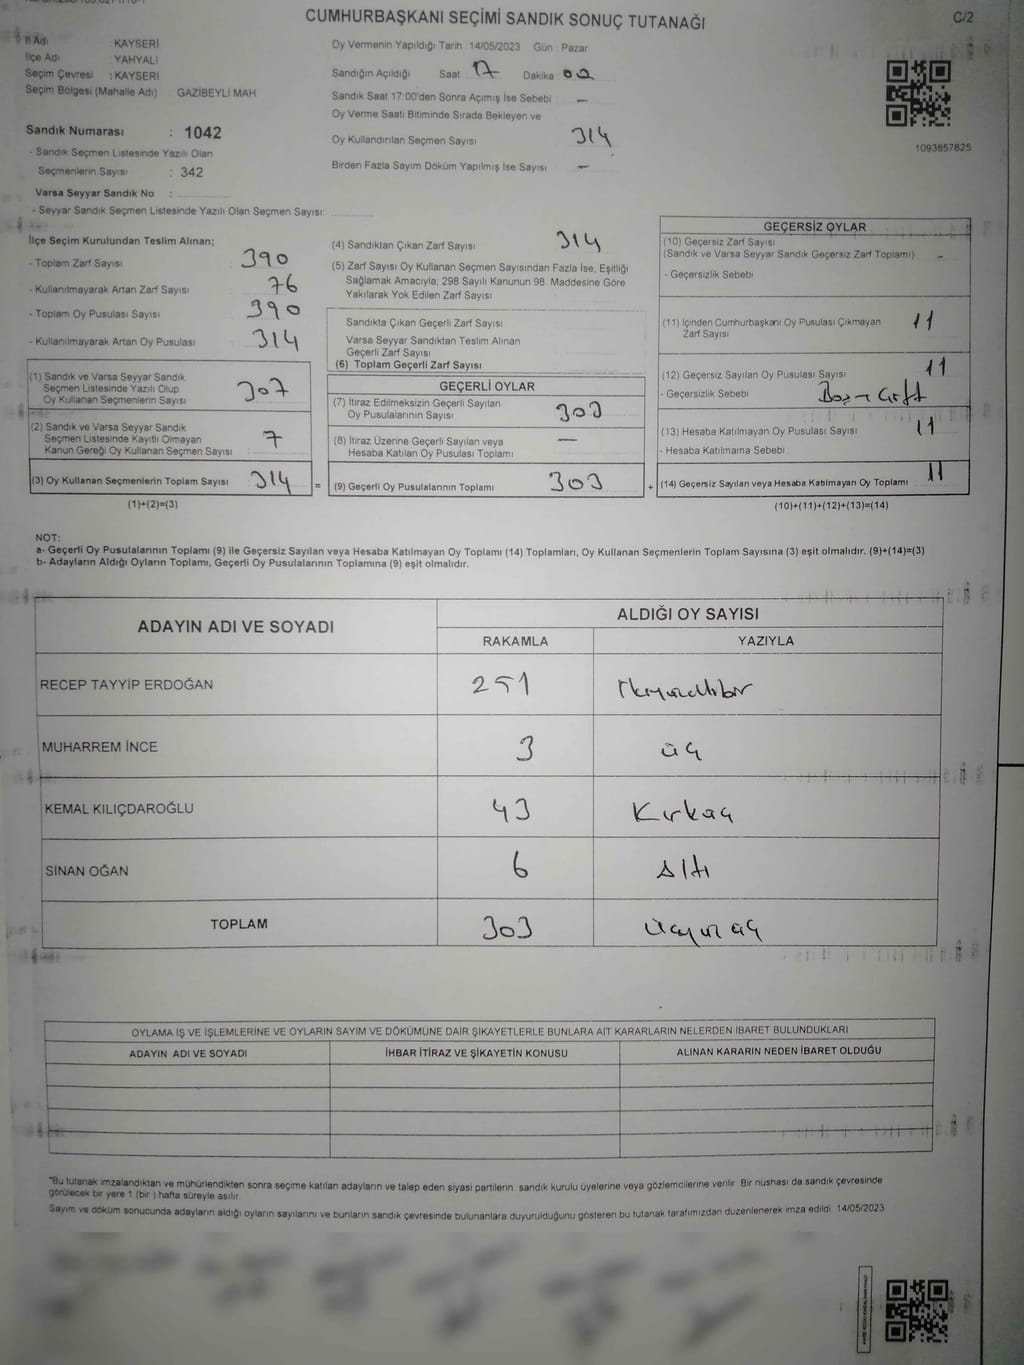 CUMHURBAŞKANI SEÇİMİ SANDIK SONUÇ TUTANAĞI
C/2
İl Adı : KAYSERİ
İlçe Adı : YAHYALI
Seçim Çevresi : KAYSERİ
Seçim Bölgesi (Mahalle Adı) GAZİBEYLİ MAH.
Sandık Numarası : 1042
- Sandık Seçmen Listesinde Yazılı Olan
Seçmenlerin Sayısı : 342
Varsa Seyyar Sandık No :
- Seyyar Sandık Seçmen Listesinde Yazılı Olan Seçmen Sayısı:
Oy Vermenin Yapıldığı Tarih : 14/05/2023 Gün : Pazar
Sandığın Açıldığı Saat 17 Dakika 00
Sandık Saat 17:00'den Sonra Açılmış İse Sebebi –
Oy Verme Saati Bitiminde Sırada Bekleyen ve
Oy Kullandırılan Seçmen Sayısı 314
Birden Fazla Sayım Döküm Yapılmış İse Sayısı –
1093857825
İlçe Seçim Kurulundan Teslim Alınan;
- Toplam Zarf Sayısı 390
- Kullanılmayarak Artan Zarf Sayısı 76
- Toplam Oy Pusulası Sayısı 390
- Kullanılmayarak Artan Oy Pusulası 314
(1) Sandık ve Varsa Seyyar Sandık
Seçmen Listesinde Yazılı Olup
Oy Kullanan Seçmenlerin Sayısı 307
(2) Sandık ve Varsa Seyyar Sandık
Seçmen Listesinde Kayıtlı Olmayan
Kanun Gereği Oy Kullanan Seçmen Sayısı 7
(3) Oy Kullanan Seçmenlerin Toplam Sayısı 314 =
(1)+(2)=(3)
(4) Sandıktan Çıkan Zarf Sayısı 314
(5) Zarf Sayısı Oy Kullanan Seçmen Sayısından Fazla İse, Eşitliği
Sağlamak Amacıyla; 298 Sayılı Kanunun 98. Maddesine Göre
Yakılarak Yok Edilen Zarf Sayısı
Sandıkta Çıkan Geçerli Zarf Sayısı
Varsa Seyyar Sandıktan Teslim Alınan
Geçerli Zarf Sayısı
(6) Toplam Geçerli Zarf Sayısı
GEÇERLİ OYLAR
(7) İtiraz Edilmeksizin Geçerli Sayılan
Oy Pusulalarının Sayısı 303
(8) İtiraz Üzerine Geçerli Sayılan veya
Hesaba Katılan Oy Pusulası Toplamı —
(9) Geçerli Oy Pusulalarının Toplamı 303 +
GEÇERSİZ OYLAR
(10) Geçersiz Zarf Sayısı
(Sandık ve Varsa Seyyar Sandık Geçersiz Zarf Toplamı) -
- Geçersizlik Sebebi
(11) İçinden Cumhurbaşkanı Oy Pusulası Çıkmayan
Zarf Sayısı 11
(12) Geçersiz Sayılan Oy Pusulası Sayısı 11
- Geçersizlik Sebebi
(13) Hesaba Katılmayan Oy Pusulası Sayısı 11
- Hesaba Katılmama Sebebi
(14) Geçersiz Sayılan veya Hesaba Katılmayan Oy Toplamı 11
(10)+(11)+(12)+(13)=(14)
NOT:
a- Geçerli Oy Pusulalarının Toplamı (9) ile Geçersiz Sayılan veya Hesaba Katılmayan Oy Toplamı (14) Toplamları, Oy Kullanan Seçmenlerin Toplam Sayısına (3) eşit olmalıdır. (9)+(14)=(3)
b- Adayların Aldığı Oyların Toplamı, Geçerli Oy Pusulalarının Toplamına (9) eşit olmalıdır.
ADAYIN ADI VE SOYADI
ALDIĞI OY SAYISI
RAKAMLA YAZIYLA
RECEP TAYYİP ERDOĞAN 251
MUHARREM İNCE 3 üç
KEMAL KILIÇDAROĞLU 43 Kırküç
SİNAN OĞAN 6 Altı
TOPLAM 303 üçyüz üç
OYLAMA İŞ VE İŞLEMLERİNE VE OYLARIN SAYIM VE DÖKÜMÜNE DAİR ŞİKAYETLERLE BUNLARA AİT KARARLARIN NELERDEN İBARET BULUNDUKLARI
ADAYIN ADI VE SOYADI İHBAR İTİRAZ VE ŞİKAYETİN KONUSU ALINAN KARARIN NEDEN İBARET OLDUĞU
"Bu tutanak imzalandıktan ve mühürlendikten sonra seçime katılan adayların ve talep eden siyasi partilerin sandık kurulu üyelerine veya gözlemcilerine verilir. Bir nüshası da sandık çevresinde
görülecek bir yere 1 (bir ) hafta süreyle asılır.
Sayım ve döküm sonucunda adayların aldığı oyların sayılarını ve bunların sandık çevresinde bulunanlara duyurulduğunu gösteren bu tutanak tarafımızdan düzenlenerek imza edildi. 14/05/2023